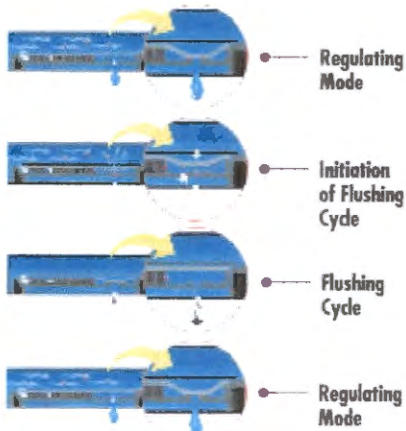 Regulating
Mode
Initiation
of Flushing
Cycle
Flushing
Cycle
Regulating
Mode